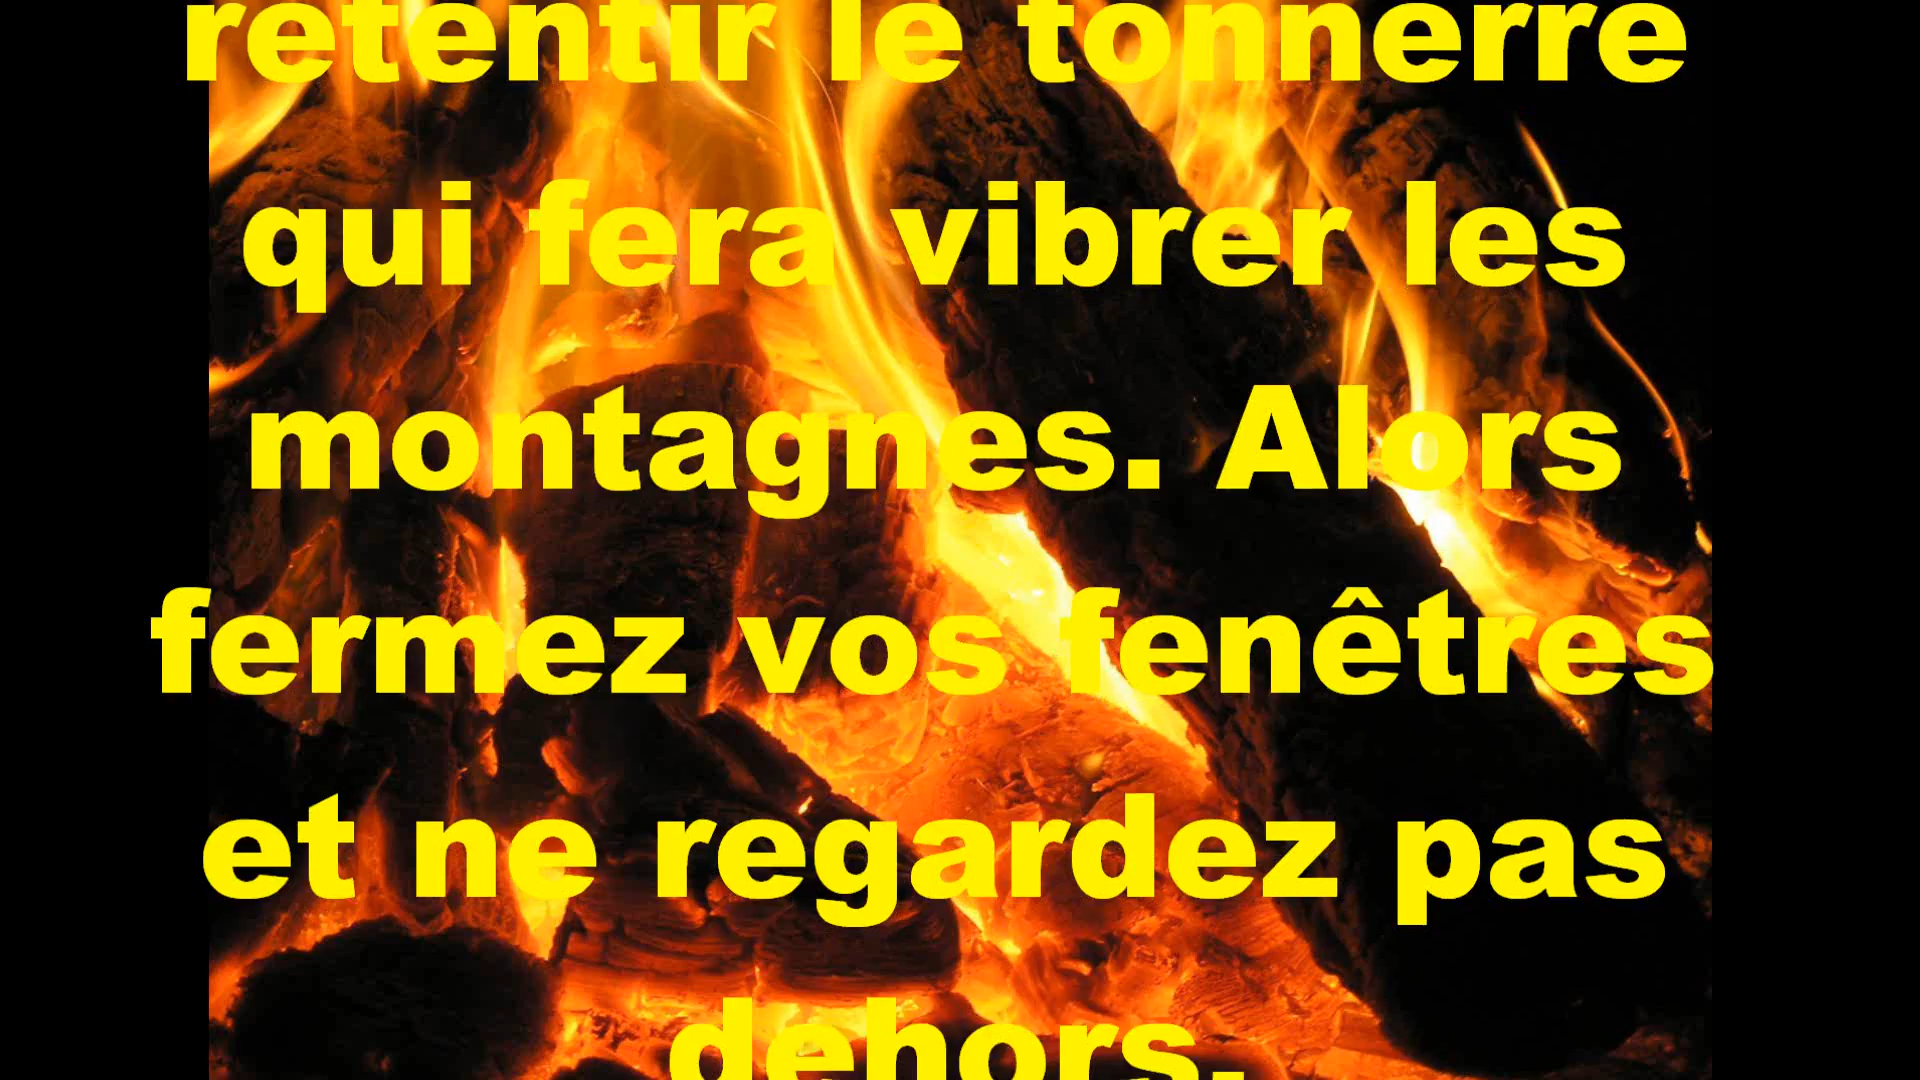 retentir le tonnerre
qui fera vibrer les
montagnes. Alors
fermez vos fenêtres
et ne regardez pas
dehors.